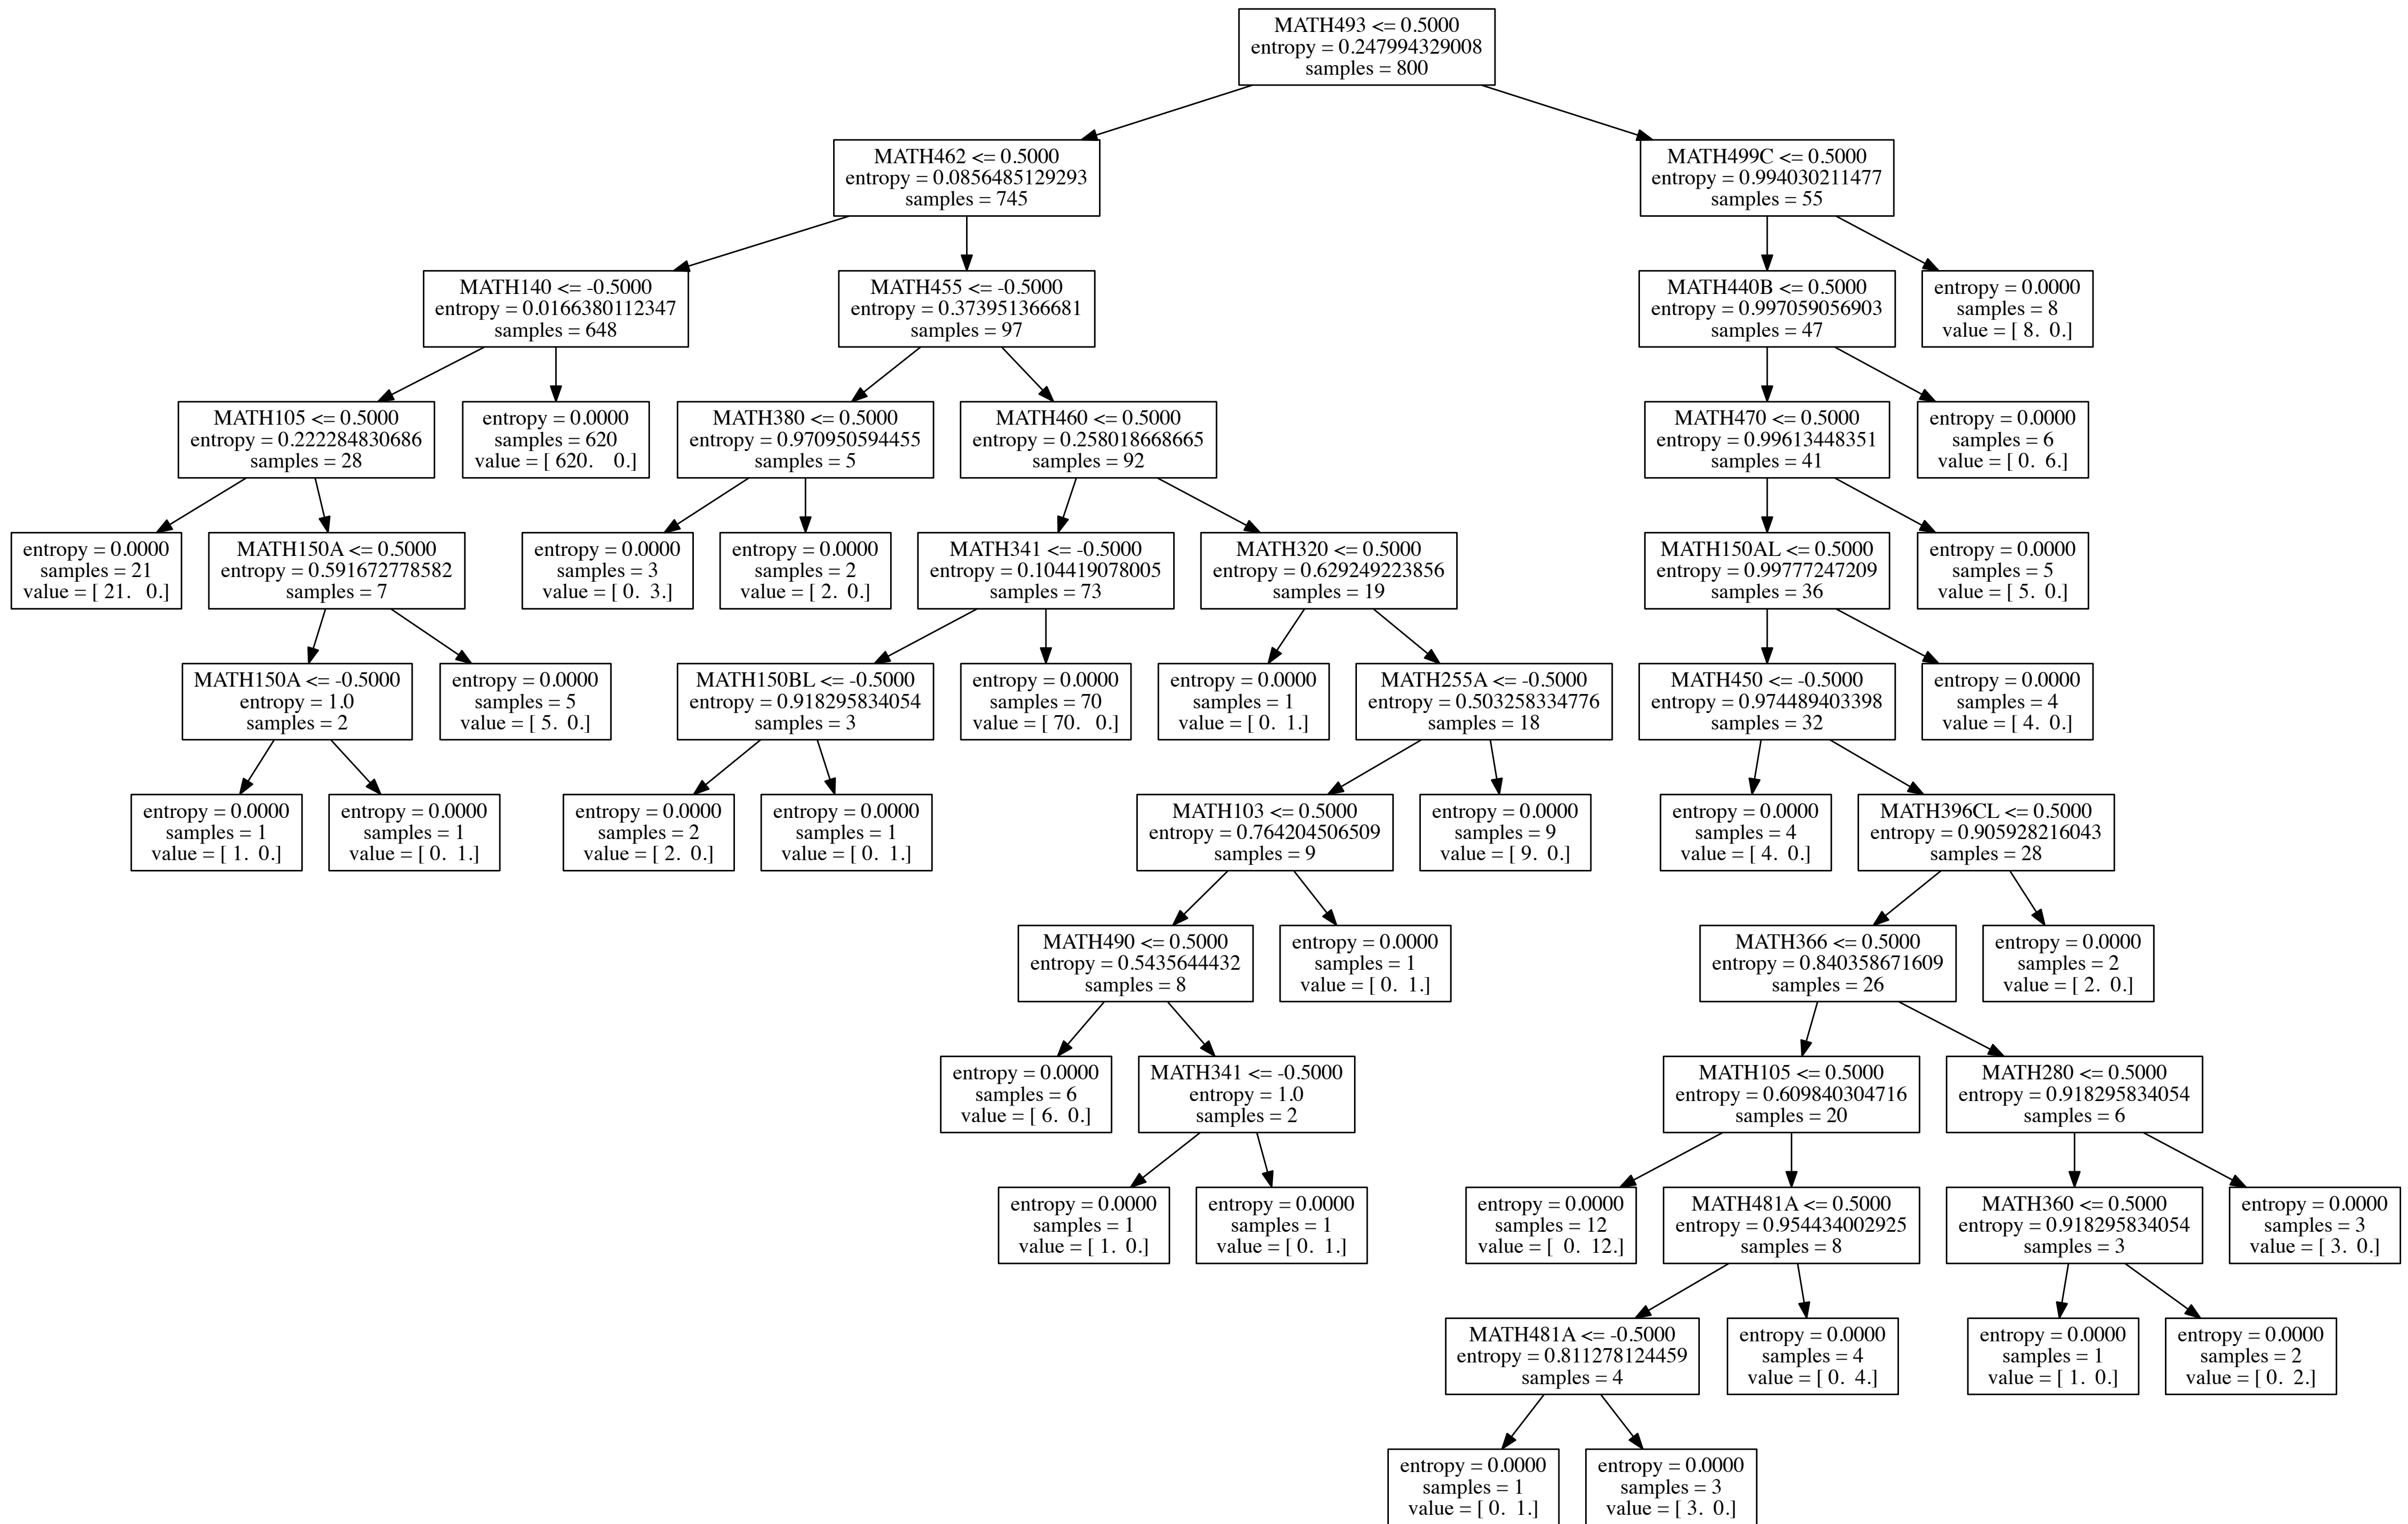 MATH493 <= 0.5000
entropy = 0.247994329008
samples = 800
MATH462 <= 0.5000
entropy = 0.0856485129293
samples = 745
MATH499C <= 0.5000
entropy = 0.994030211477
samples = 55
MATH140 <= -0.5000
entropy = 0.0166380112347
samples = 648
MATH455 <= -0.5000
entropy = 0.373951366681
samples = 97
MATH440B <= 0.5000
entropy = 0.997059056903
samples = 47
entropy = 0.0000
samples = 8
value = [ 8. 0.]
MATH105 <= 0.5000
entropy = 0.222284830686
samples = 28
entropy = 0.0000
samples = 620
value = [ 620. 0.]
MATH380 <= 0.5000
entropy = 0.970950594455
samples = 5
MATH460 <= 0.5000
entropy = 0.258018668665
samples = 92
MATH470 <= 0.5000
entropy = 0.99613448351
samples = 41
entropy = 0.0000
samples = 6
value = [ 0. 6.]
entropy = 0.0000
samples = 21
value = [ 21. 0.]
MATH150A <= 0.5000
entropy = 0.591672778582
samples = 7
entropy = 0.0000
samples = 3
value = [ 0. 3.]
entropy = 0.0000
samples = 2
value = [ 2. 0.]
MATH341 <= -0.5000
entropy = 0.104419078005
samples = 73
MATH320 <= 0.5000
entropy = 0.629249223856
samples = 19
MATH150AL <= 0.5000
entropy = 0.99777247209
samples = 36
entropy = 0.0000
samples = 5
value = [ 5. 0.]
MATH150A <= -0.5000
entropy = 1.0
samples = 2
entropy = 0.0000
samples = 5
value = [ 5. 0.]
MATH150BL <= -0.5000
entropy = 0.918295834054
samples = 3
entropy = 0.0000
samples = 70
value = [ 70. 0.]
entropy = 0.0000
samples = 1
value = [ 0. 1.]
MATH255A <= -0.5000
entropy = 0.503258334776
samples = 18
MATH450 <= -0.5000
entropy = 0.974489403398
samples = 32
entropy = 0.0000
samples = 4
value = [ 4. 0.]
entropy = 0.0000
samples = 1
value = [ 1. 0.]
entropy = 0.0000
samples = 1
value = [ 0. 1.]
entropy = 0.0000
samples = 2
value = [ 2. 0.]
entropy = 0.0000
samples = 1
value = [ 0. 1.]
MATH103 <= 0.5000
entropy = 0.764204506509
samples = 9
entropy = 0.0000
samples = 9
value = [ 9. 0.]
entropy = 0.0000
samples = 4
value = [ 4. 0.]
MATH396CL <= 0.5000
entropy = 0.905928216043
samples = 28
MATH490 <= 0.5000
entropy = 0.5435644432
samples = 8
entropy = 0.0000
samples = 1
value = [ 0. 1.]
MATH366 <= 0.5000
entropy = 0.840358671609
samples = 26
entropy = 0.0000
samples = 2
value = [ 2. 0.]
entropy = 0.0000
samples = 6
value = [ 6. 0.]
MATH341 <= -0.5000
entropy = 1.0
samples = 2
MATH105 <= 0.5000
entropy = 0.609840304716
samples = 20
MATH280 <= 0.5000
entropy = 0.918295834054
samples = 6
entropy = 0.0000
samples = 1
value = [ 1. 0.]
entropy = 0.0000
samples = 1
value = [ 0. 1.]
entropy = 0.0000
samples = 12
value = [ 0. 12.]
MATH481A <= 0.5000
entropy = 0.954434002925
samples = 8
MATH360 <= 0.5000
entropy = 0.918295834054
samples = 3
entropy = 0.0000
samples = 3
value = [ 3. 0.]
MATH481A <= -0.5000
entropy = 0.811278124459
samples = 4
entropy = 0.0000
samples = 4
value = [ 0. 4.]
entropy = 0.0000
samples = 1
value = [ 1. 0.]
entropy = 0.0000
samples = 2
value = [ 0. 2.]
entropy = 0.0000
samples = 1
value = [ 0. 1.]
entropy = 0.0000
samples = 3
value = [ 3. 0.]